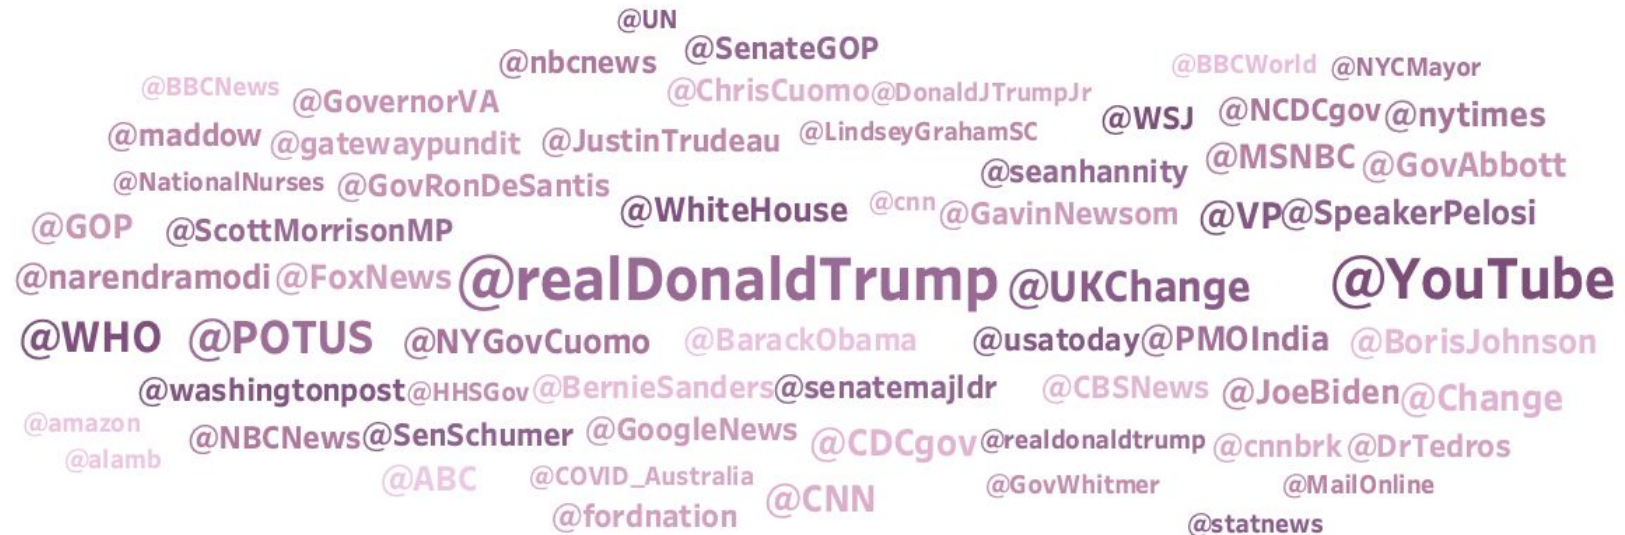 @UN
@nbcnews @SenateGOP @BBCWorld @NYCMayor
@BBCNews @GovernorVA @ChrisCuomo @DonaldJTrumpJr
@WSJ @NCDCgov @nytimes
@maddow @gatewaypundit @JustinTrudeau @LindseyGrahamSC
@seanhannity @MSNBC @GovAbbott
@NationalNurses @GovRonDeSantis
@GOP @ScottMorrisonMP @WhiteHouse @cnn @GavinNewsom @VP @SpeakerPelosi
@narendramodi @FoxNews @realDonaldTrump @UKChange @YouTube
@WHO @POTUS @NYGovCuomo @BarackObama @usatoday @PMOIndia @BorisJohnson
@washingtonpost @HHSGov @BernieSanders @senatemajldr @CBSNews @JoeBiden @Change
@amazon @NBCNews @SenSchumer @GoogleNews @CDCgov @realdonaldtrump @cnnbrk @DrTedros
@alamb
@ABC @COVID_Australia @CNN @GovWhitmer @MailOnline
@fordnation @statnews